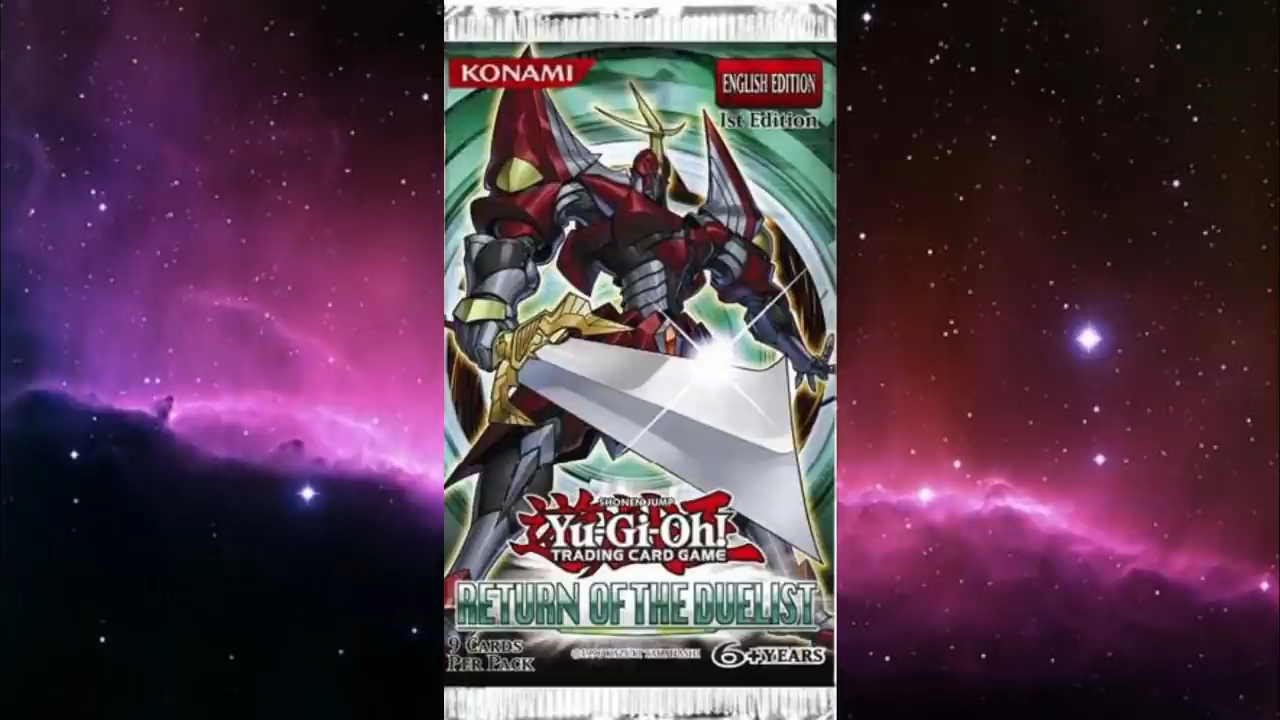 KONAMI
ENGLISH EDITION
1st Edition
SHONEN JUMP
Yu-Gi-Oh!
TRADING CARD GAME
RETURN OF THE DUELIST
9 CARDS
PER PACK
6+YEARS